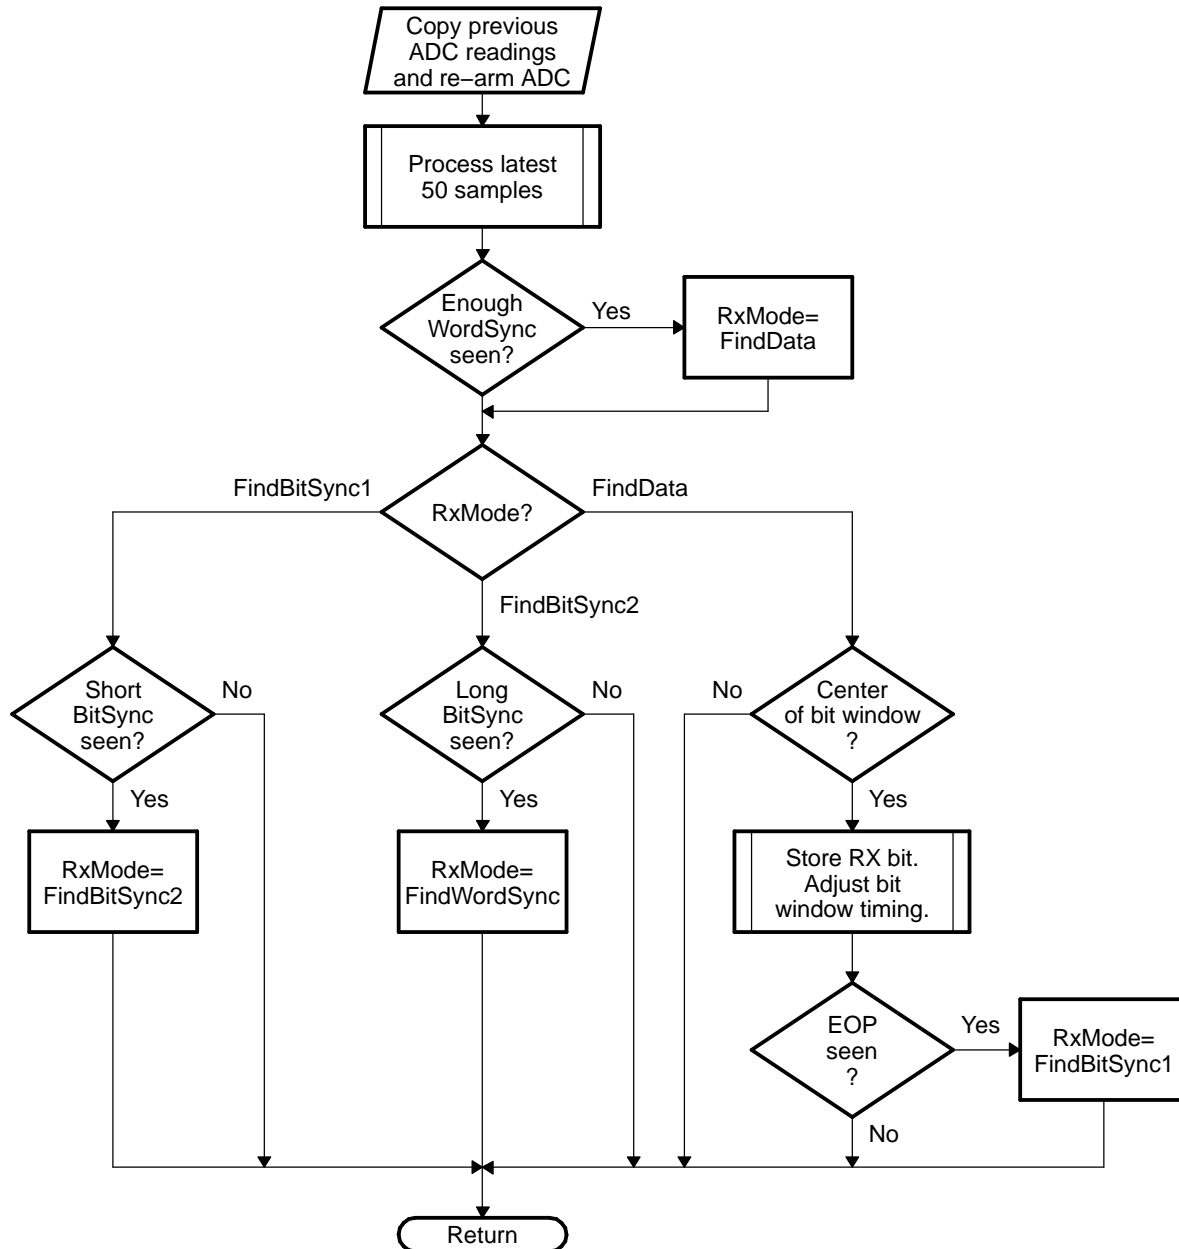 Copy previous
ADC readings
and re−arm ADC
Process latest
50 samples
Enough
WordSync
seen?
Yes
RxMode=
FindData
FindBitSync1
RxMode?
FindData
FindBitSync2
Short
BitSync
seen?
No
Long
BitSync
seen?
No
No
Center
of bit window
?
Yes
Yes
Yes
RxMode=
FindBitSync2
RxMode=
FindWordSync
Store RX bit.
Adjust bit
window timing.
EOP
seen
?
Yes
RxMode=
FindBitSync1
No
Return